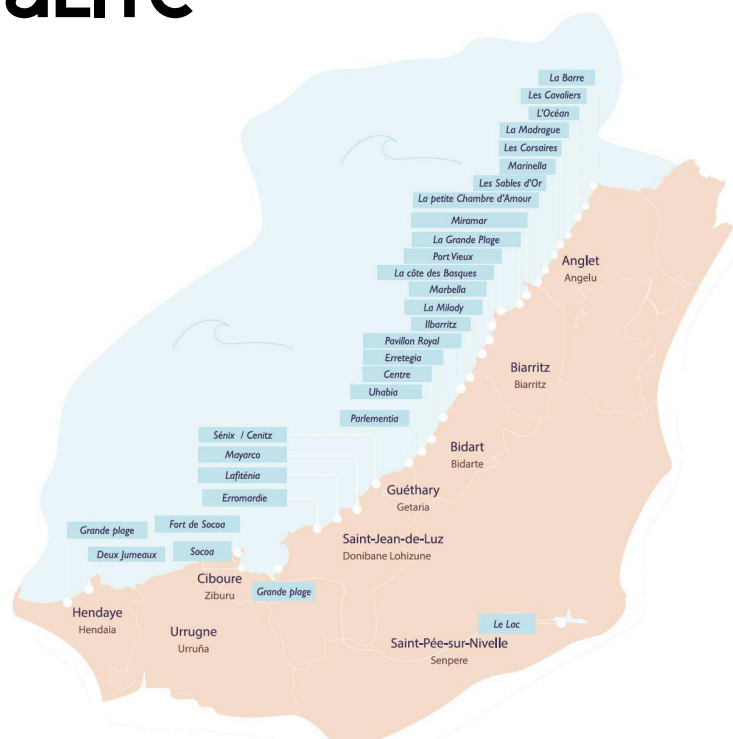 La Barre
Les Cavaliers
L'Océan
La Madrague
Les Corsaires
Marinella
Les Sables d'Or
La petite Chambre d'Amour
Miramar
La Grande Plage
Port Vieux
La côte des Basques
Marbella
La Milady
Ilbarritz
Pavillon Royal
Erretegia
Centre
Uhabia
Parlementia
Sénix / Cenitz
Mayarco
Lafiténia
Erromardie
Fort de Socoa
Grande plage
Deux Jumeaux
Socoa
Grande plage
Le Lac
Anglet
Angelu
Biarritz
Biarritz
Bidart
Bidarte
Guéthary
Getaria
Saint-Jean-de-Luz
Donibane Lohizune
Ciboure
Ziburu
Hendaye
Hendaia
Urrugne
Urruña
Saint-Pée-sur-Nivelle
Senpere